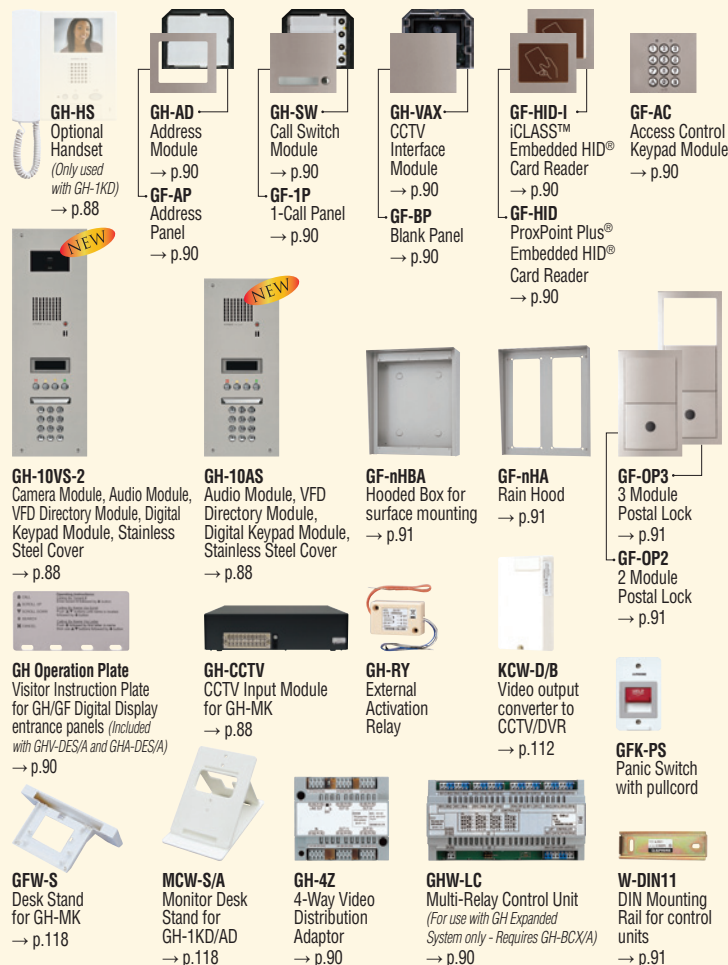 GH-HS
Optional
Handset
(Only used
with GH-1KD)
→ p.88
GH-AD
Address
Module
→ p.90
GF-AP
Address
Panel
→ p.90
GH-SW
Call Switch
Module
→ p.90
GF-1P
1-Call Panel
→ p.90
GH-VAX
CCTV
Interface
Module
→ p.90
GF-BP
Blank Panel
→ p.90
GF-HID-I
iCLASS™
Embedded HID®
Card Reader
→ p.90
GF-HID
ProxPoint Plus®
Embedded HID®
Card Reader
→ p.90
GF-AC
Access Control
Keypad Module
→ p.90
NEW
GH-10VS-2
Camera Module, Audio Module,
VFD Directory Module, Digital
Keypad Module, Stainless
Steel Cover
→ p.88
NEW
GH-10AS
Audio Module, VFD
Directory Module,
Digital Keypad Module,
Stainless Steel Cover
→ p.88
GF-nHBA
Hooded Box for
surface mounting
→ p.91
GF-nHA
Rain Hood
→ p.91
GF-OP3
3 Module
Postal Lock
→ p.91
GF-OP2
2 Module
Postal Lock
→ p.91
GH Operation Plate
Visitor Instruction Plate
for GH/GF Digital Display
entrance panels (Included
with GHV-DES/A and GHA-DES/A)
→ p.90
GH-CCTV
CCTV Input Module
for GH-MK
→ p.88
GH-RY
External
Activation
Relay
KCW-D/B
Video output
converter to
CCTV/DVR
→ p.112
GFK-PS
Panic Switch
with pullcord
GFW-S
Desk Stand
for GH-MK
→ p.118
MCW-S/A
Monitor Desk
Stand for
GH-1KD/AD
→ p.118
GH-4Z
4-Way Video
Distribution
Adaptor
→ p.90
GHW-LC
Multi-Relay Control Unit
(For use with GH Expanded
System only - Requires GH-BCX/A)
→ p.90
W-DIN11
DIN Mounting
Rail for control
units
→ p.91